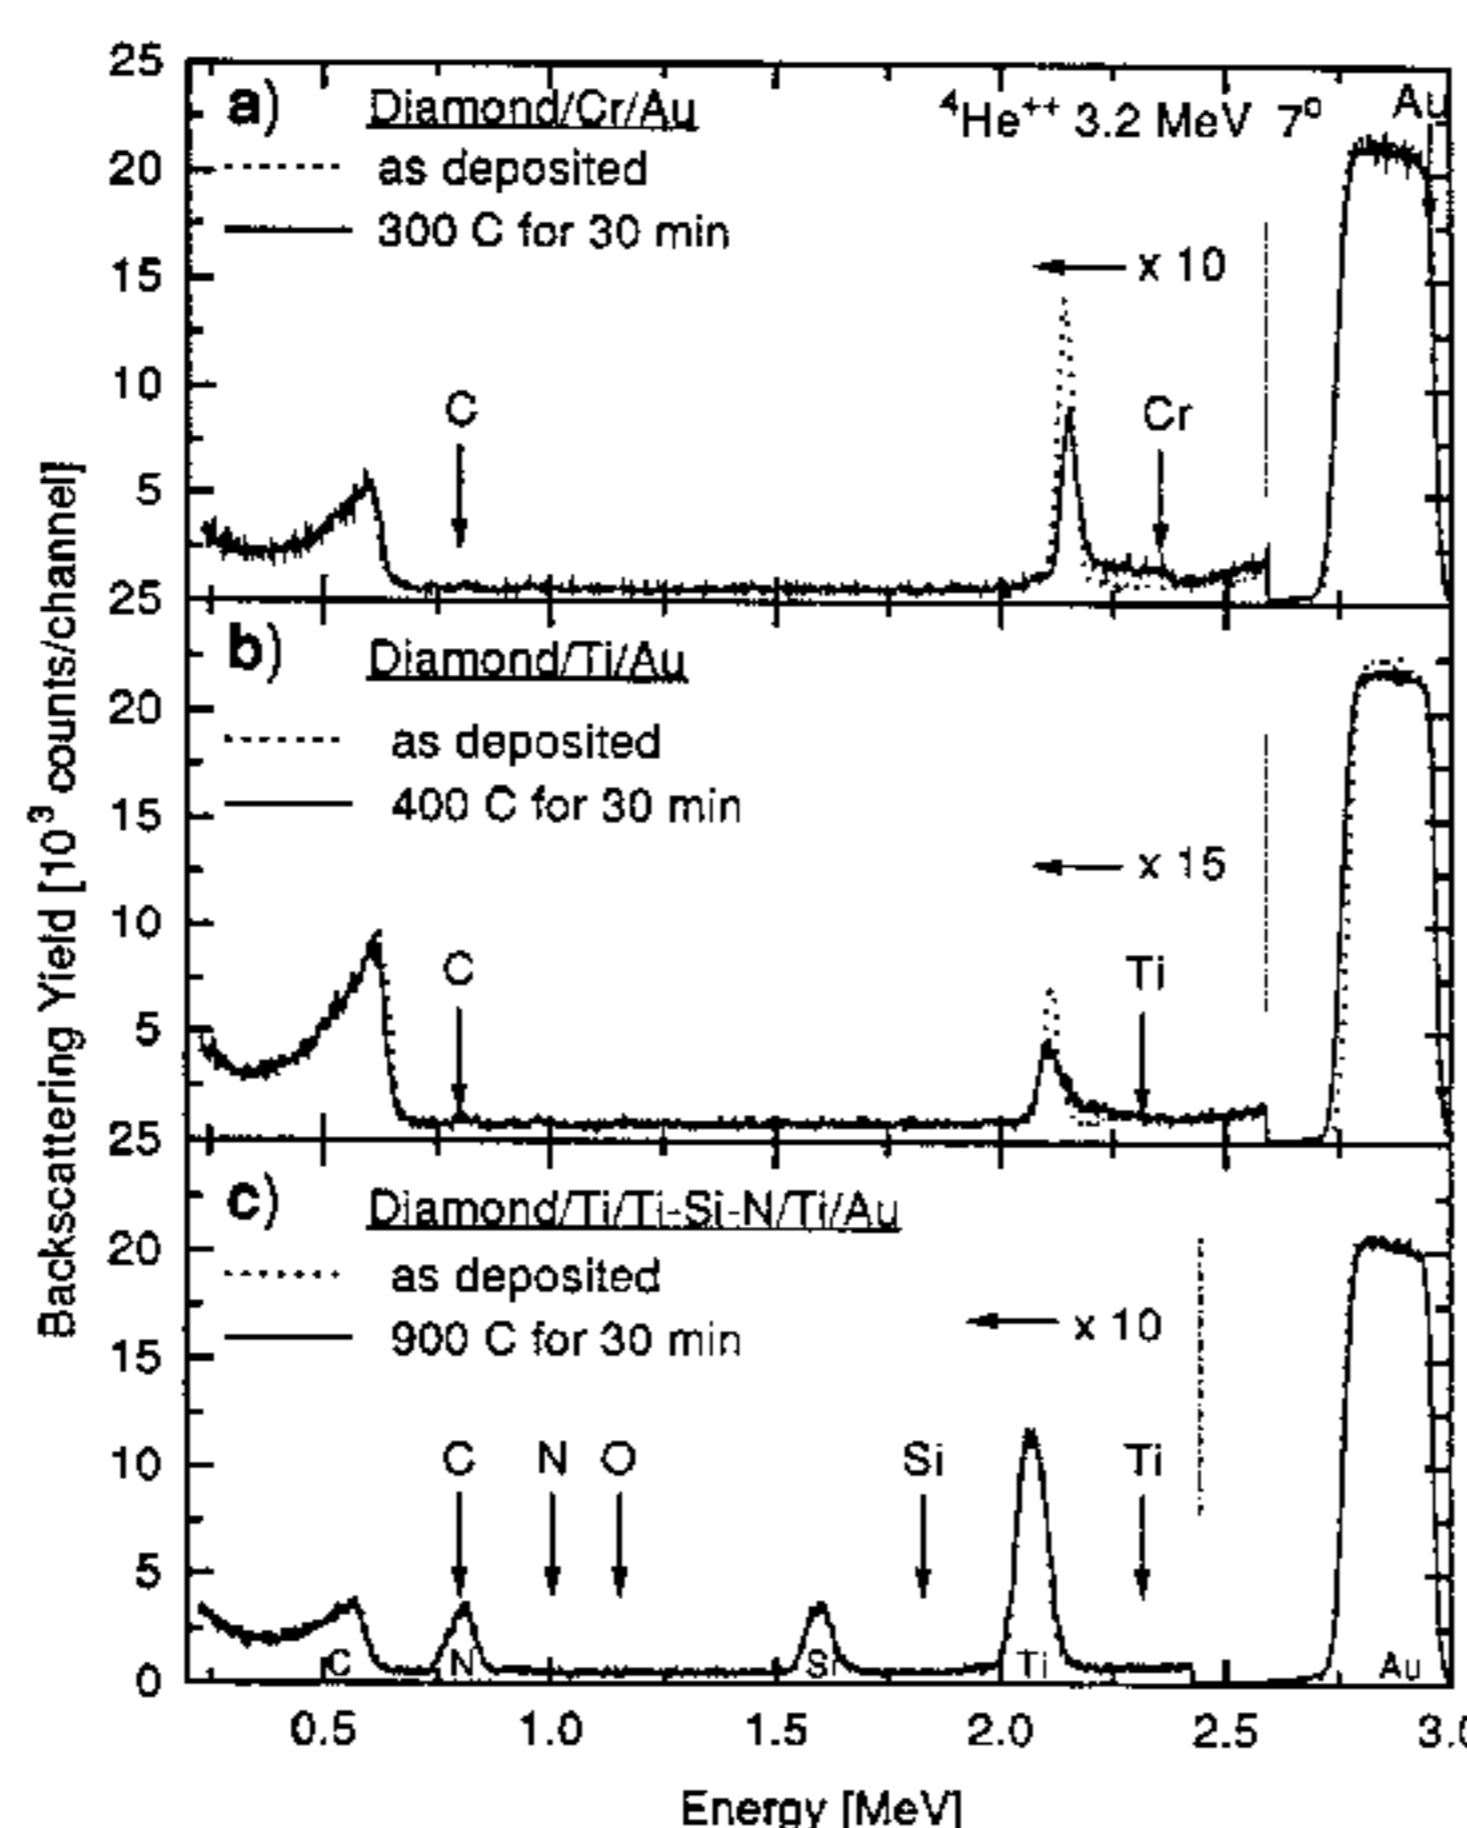 25
a) Diamond/Cr/Au ⁴He⁺⁺ 3.2 MeV 7⁰ Au
20 as deposited
300 C for 30 min
15 x 10
10
C Cr
5
25
b) Diamond/Ti/Au
20
as deposited
400 C for 30 min
15
x 15
10
C Ti
5
25
c) Diamond/Ti/Ti-Si-N/Ti/Au
20
as deposited
900 C for 30 min
15 x 10
10 C N O Si Ti
5
C N Si Ti Au
0
0.5 1.0 1.5 2.0 2.5 3.0
Energy [MeV]
Backscattering Yield [10³ counts/channel]